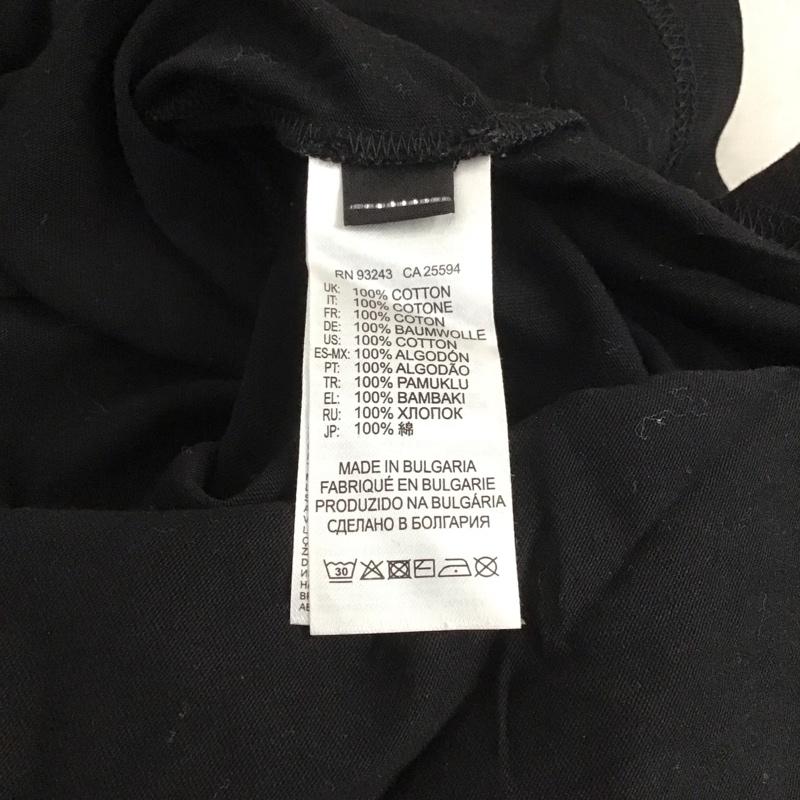 RN 93243 CA 25594
UK: 100% COTTON
IT: 100% COTONE
FR: 100% COTON
DE: 100% BAUMWOLLE
US: 100% COTTON
ES-MX: 100% ALGODÓN
PT: 100% ALGODÃO
TR: 100% PAMUKLU
EL: 100% BAMBAKI
RU: 100% ХЛОПОК
JP: 100% 綿
MADE IN BULGARIA
FABRIQUÉ EN BULGARIE
PRODUZIDO NA BULGÁRIA
СДЕЛАНО В БОЛГАРИЯ
30